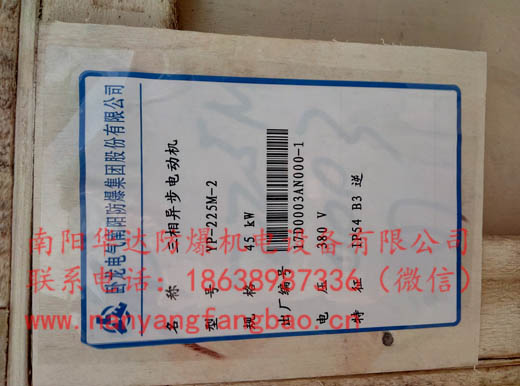 卧龙电气南阳防爆集团股份有限公司
名 称 三相异步电动机
型 号 YP-225M-2
规 格 45 kW
出厂编号 17D0003AN000-1
电 压 380 V
特 征 IP54 B3 逆
南阳华达防爆机电设备有限公司
联系电话：18638937336（微信）
www.nanyangfangbao.cn